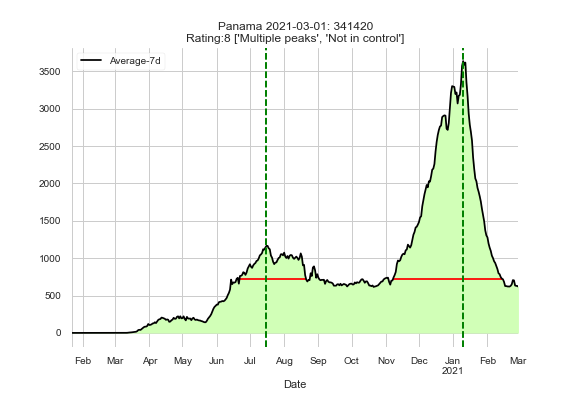 Panama 2021-03-01: 341420
Rating:8 ['Multiple peaks', 'Not in control']
Average-7d
3500
3000
2500
2000
1500
1000
500
0
Feb Mar Apr May Jun Jul Aug Sep Oct Nov Dec Jan Feb Mar
2021
Date